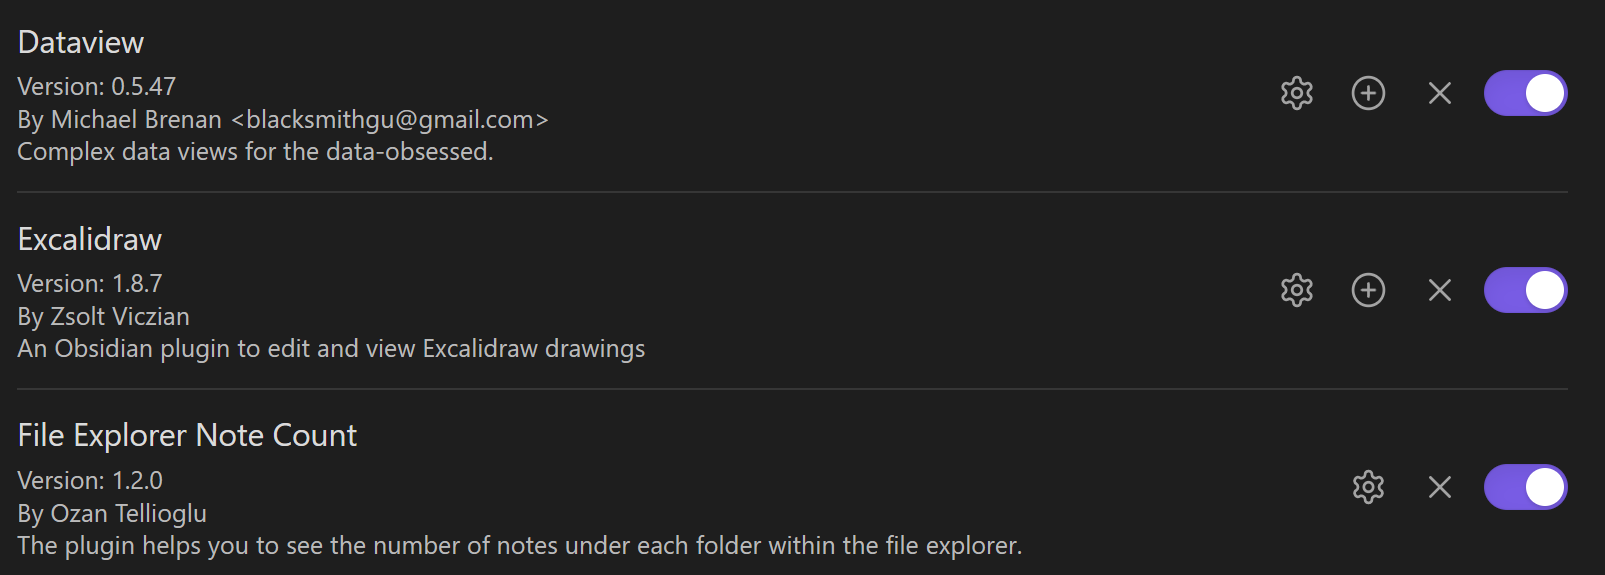 Dataview
Version: 0.5.47
By Michael Brenan <blacksmithgu@gmail.com>
Complex data views for the data-obsessed.
Excalidraw
Version: 1.8.7
By Zsolt Viczian
An Obsidian plugin to edit and view Excalidraw drawings
File Explorer Note Count
Version: 1.2.0
By Ozan Tellioglu
The plugin helps you to see the number of notes under each folder within the file explorer.